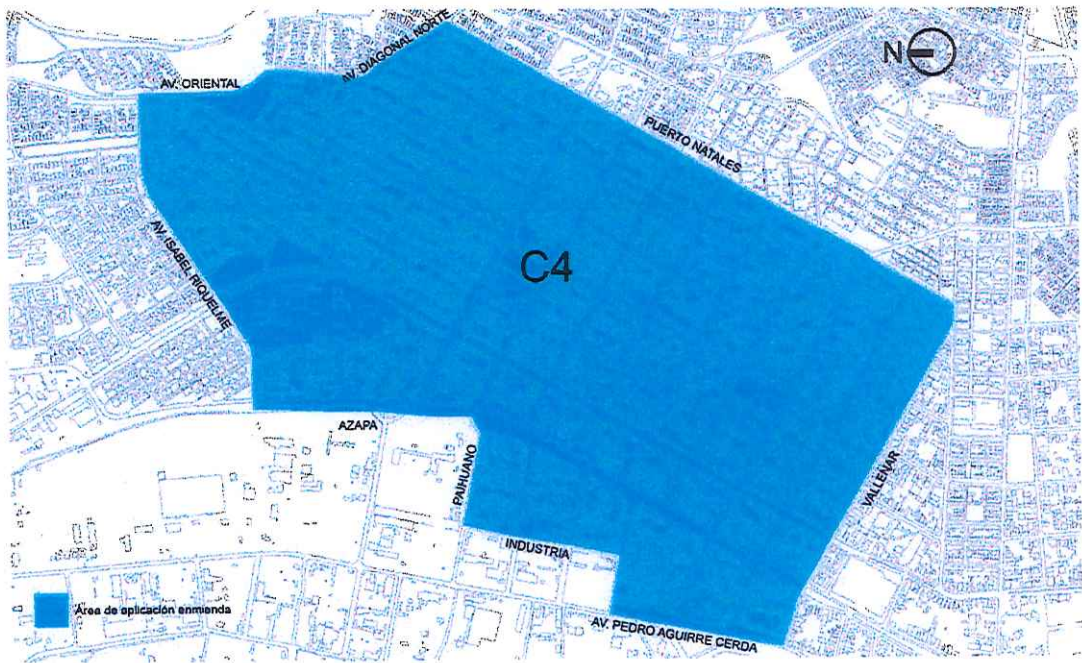 AV. DIAGONAL NORTE
N
AV. ORIENTAL
PUERTO NATALES
AV. ISABEL RIQUELME
C4
AZAPA
PAIHUANO
VALLENAR
INDUSTRIA
Área de aplicación enmienda
AV. PEDRO AGUIRRE CERDA